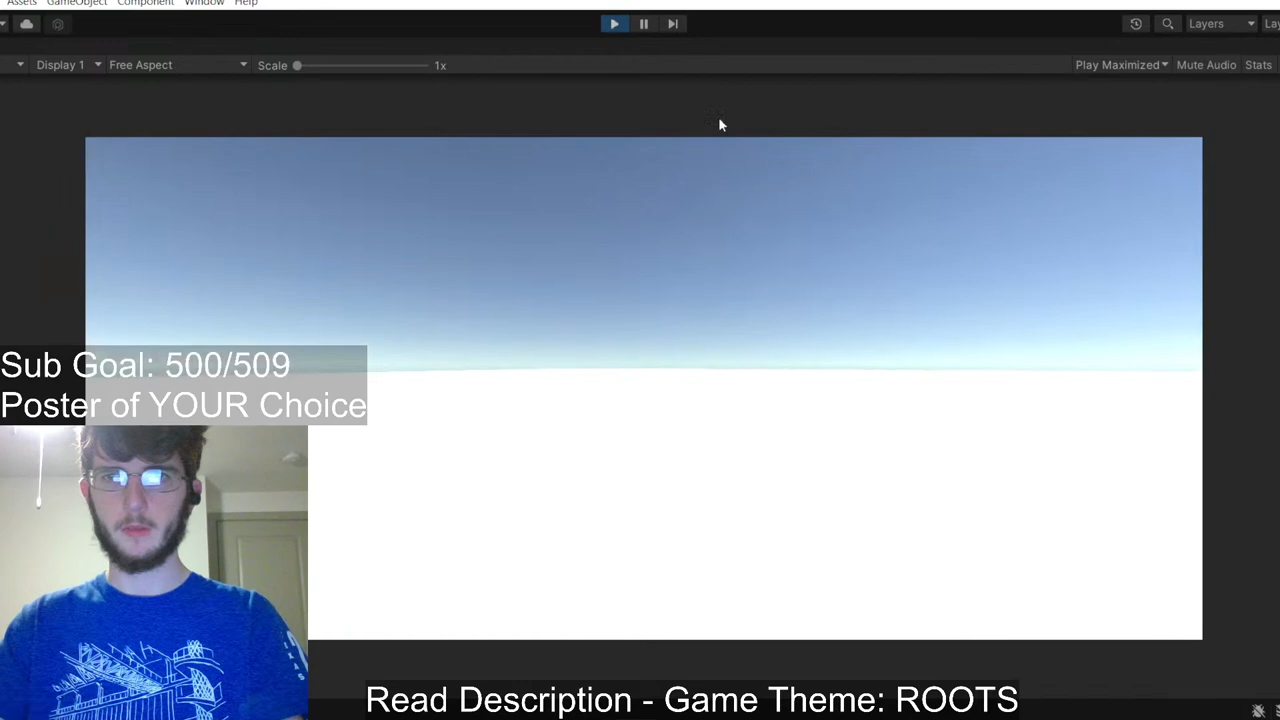 Assets GameObject Component Window Help
Layers
Display 1 Free Aspect Scale 1x Play Maximized Mute Audio Stats
Sub Goal: 500/509
Poster of YOUR Choice
Read Description - Game Theme: ROOTS